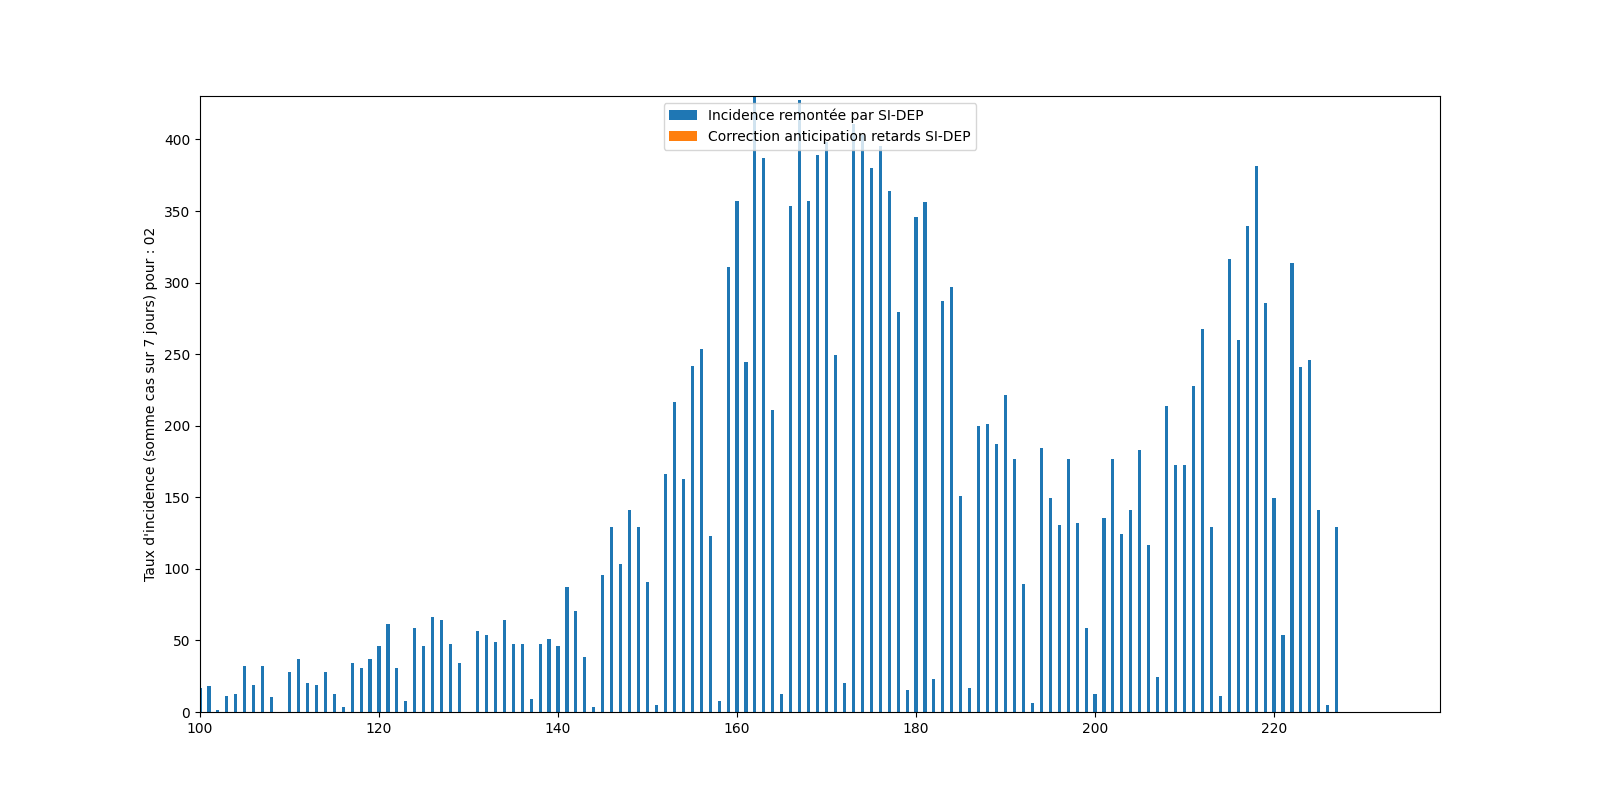 Incidence remontée par SI-DEP
Correction anticipation retards SI-DEP
Taux d'incidence (somme cas sur 7 jours) pour : 02
400
350
300
250
200
150
100
50
0
100 120 140 160 180 200 220